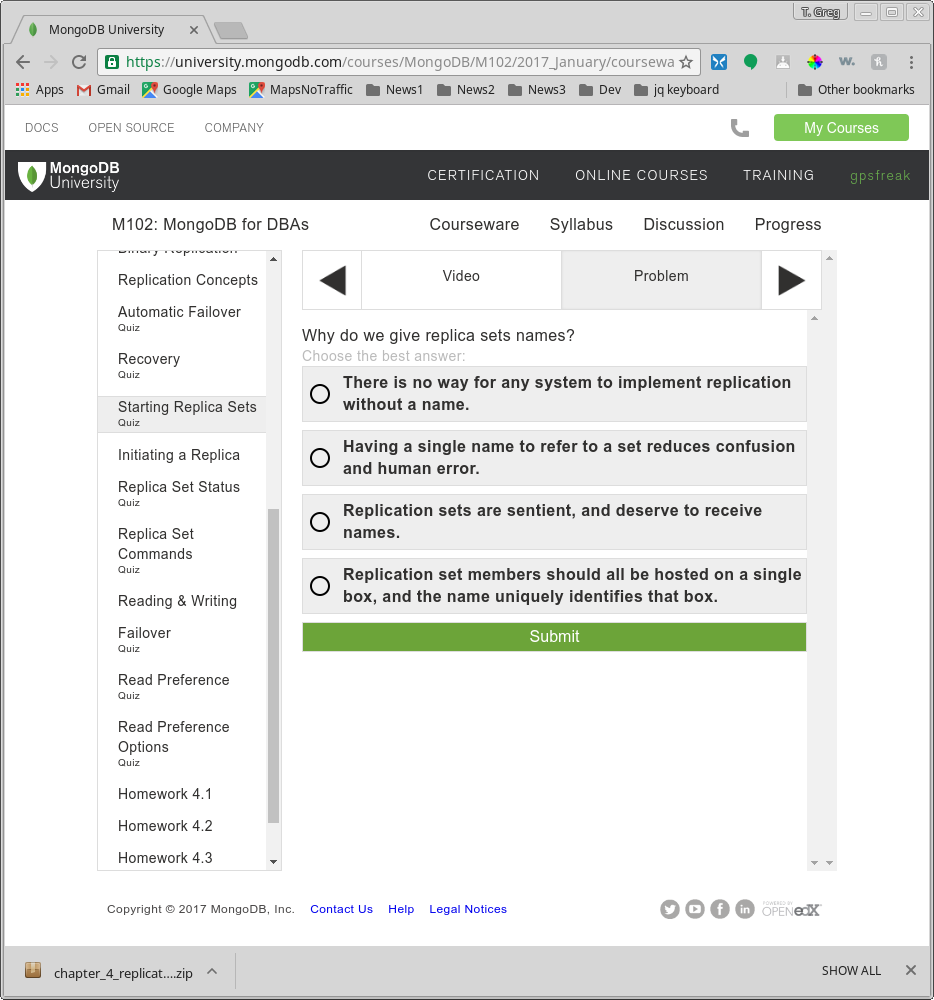 T. Greg
MongoDB University
https://university.mongodb.com/courses/MongoDB/M102/2017_January/coursewa
w.
Apps Gmail Google Maps MapsNoTraffic News1 News2 News3 Dev jq keyboard Other bookmarks
DOCS OPEN SOURCE COMPANY My Courses
MongoDB
University
CERTIFICATION ONLINE COURSES TRAINING gpsfreak
M102: MongoDB for DBAs Courseware Syllabus Discussion Progress
Binary Replication
Replication Concepts
Automatic Failover
Quiz
Recovery
Quiz
Starting Replica Sets
Quiz
Initiating a Replica
Replica Set Status
Quiz
Replica Set
Commands
Quiz
Reading & Writing
Failover
Quiz
Read Preference
Quiz
Read Preference
Options
Quiz
Homework 4.1
Homework 4.2
Homework 4.3
Video Problem
Why do we give replica sets names?
Choose the best answer:
There is no way for any system to implement replication
without a name.
Having a single name to refer to a set reduces confusion
and human error.
Replication sets are sentient, and deserve to receive
names.
Replication set members should all be hosted on a single
box, and the name uniquely identifies that box.
Submit
Copyright © 2017 MongoDB, Inc. Contact Us Help Legal Notices
POWERED BY
OPEN edX
chapter_4_replicat....zip SHOW ALL